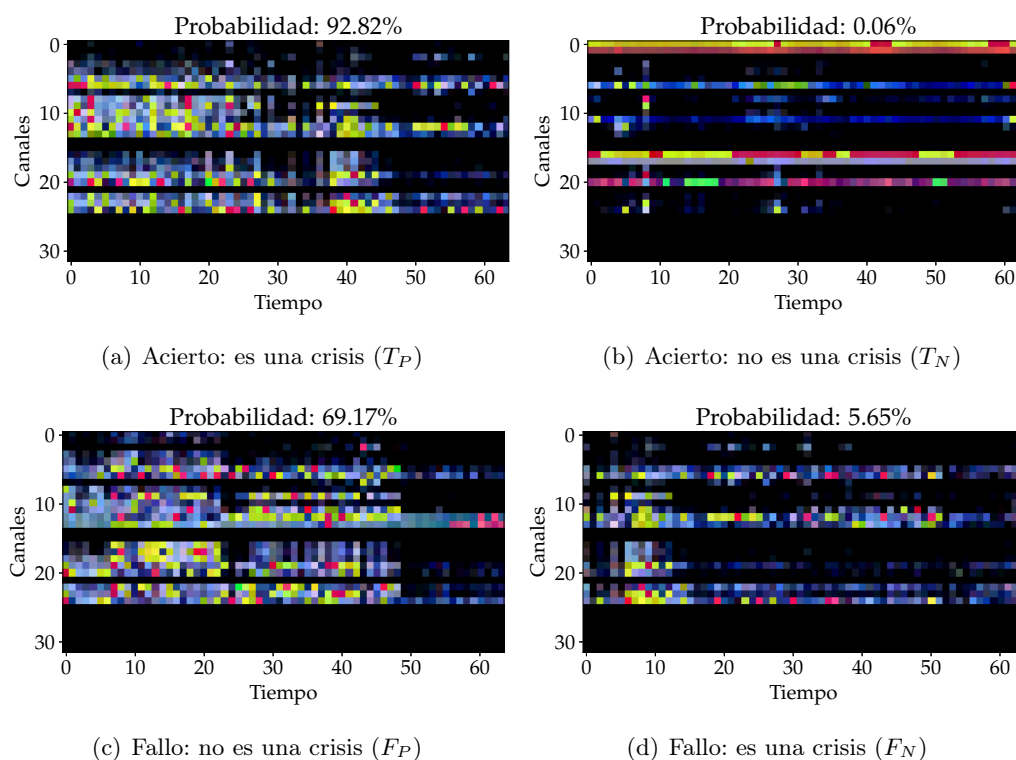 Probabilidad: 92.82%
0
10
20
30
Canales
0 10 20 30 40 50 60
Tiempo
(a) Acierto: es una crisis (T_P)
Probabilidad: 0.06%
0
10
20
30
Canales
0 10 20 30 40 50 60
Tiempo
(b) Acierto: no es una crisis (T_N)
Probabilidad: 69.17%
0
10
20
30
Canales
0 10 20 30 40 50 60
Tiempo
(c) Fallo: no es una crisis (F_P)
Probabilidad: 5.65%
0
10
20
30
Canales
0 10 20 30 40 50 60
Tiempo
(d) Fallo: es una crisis (F_N)